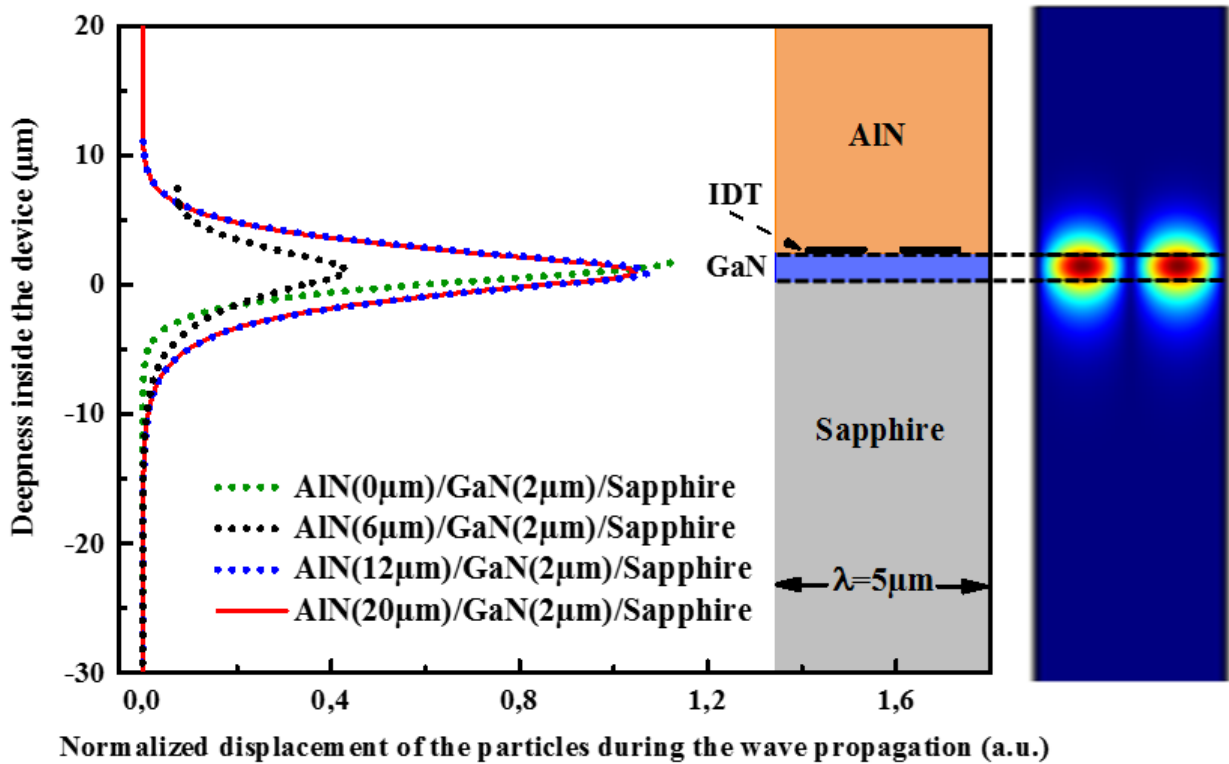 20
10
0
-10
-20
-30
Deepness inside the device (μm)
0,0
0,4
0,8
1,2
1,6
Normalized displacement of the particles during the wave propagation (a.u.)
AlN(0μm)/GaN(2μm)/Sapphire
AlN(6μm)/GaN(2μm)/Sapphire
AlN(12μm)/GaN(2μm)/Sapphire
AlN(20μm)/GaN(2μm)/Sapphire
AlN
IDT
GaN
Sapphire
λ=5μm